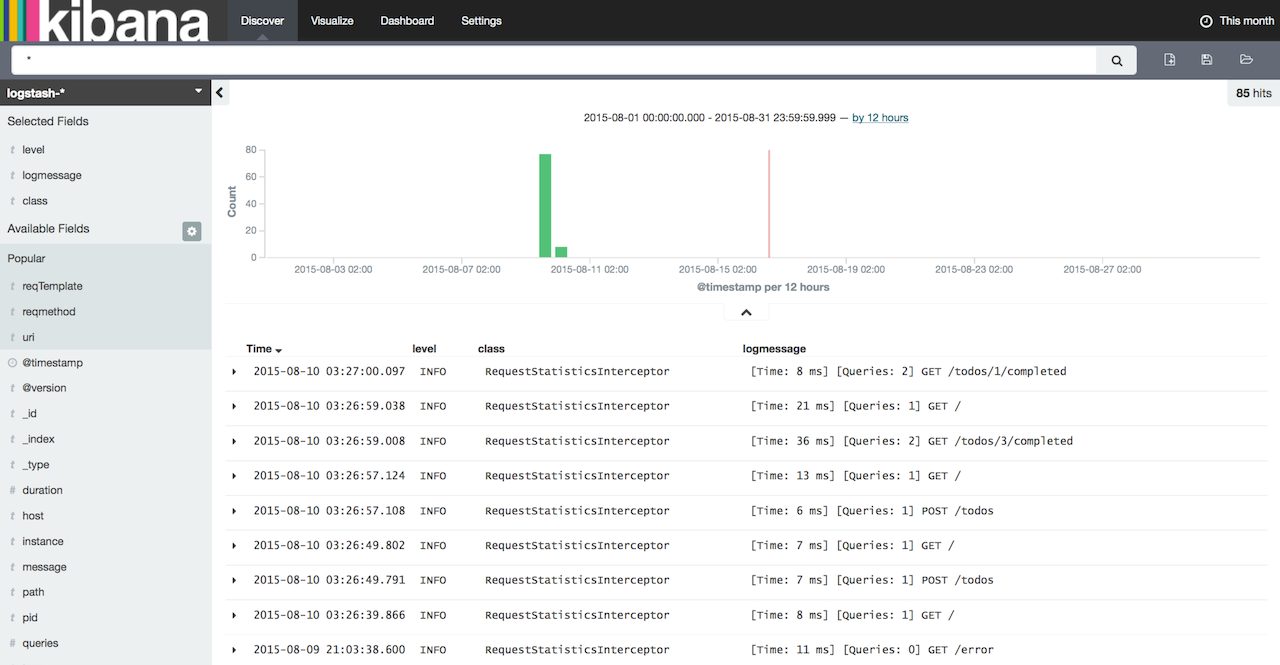 kibana Discover Visualize Dashboard Settings This month
*
logstash-* 85 hits
Selected Fields
t level
t logmessage
t class
Available Fields
Popular
t reqTemplate
t reqmethod
t uri
@timestamp
t @version
t _id
t _index
t _type
# duration
t host
t instance
t message
t path
t pid
# queries
2015-08-01 00:00:00.000 - 2015-08-31 23:59:59.999 — by 12 hours
Count
80
60
40
20
0
2015-08-03 02:00 2015-08-07 02:00 2015-08-11 02:00 2015-08-15 02:00 2015-08-19 02:00 2015-08-23 02:00 2015-08-27 02:00
@timestamp per 12 hours
Time level class logmessage
2015-08-10 03:27:00.097 INFO RequestStatisticsInterceptor [Time: 8 ms] [Queries: 2] GET /todos/1/completed
2015-08-10 03:26:59.038 INFO RequestStatisticsInterceptor [Time: 21 ms] [Queries: 1] GET /
2015-08-10 03:26:59.008 INFO RequestStatisticsInterceptor [Time: 36 ms] [Queries: 2] GET /todos/3/completed
2015-08-10 03:26:57.124 INFO RequestStatisticsInterceptor [Time: 13 ms] [Queries: 1] GET /
2015-08-10 03:26:57.108 INFO RequestStatisticsInterceptor [Time: 6 ms] [Queries: 1] POST /todos
2015-08-10 03:26:49.802 INFO RequestStatisticsInterceptor [Time: 7 ms] [Queries: 1] GET /
2015-08-10 03:26:49.791 INFO RequestStatisticsInterceptor [Time: 7 ms] [Queries: 1] POST /todos
2015-08-10 03:26:39.866 INFO RequestStatisticsInterceptor [Time: 8 ms] [Queries: 1] GET /
2015-08-09 21:03:38.600 INFO RequestStatisticsInterceptor [Time: 11 ms] [Queries: 0] GET /error